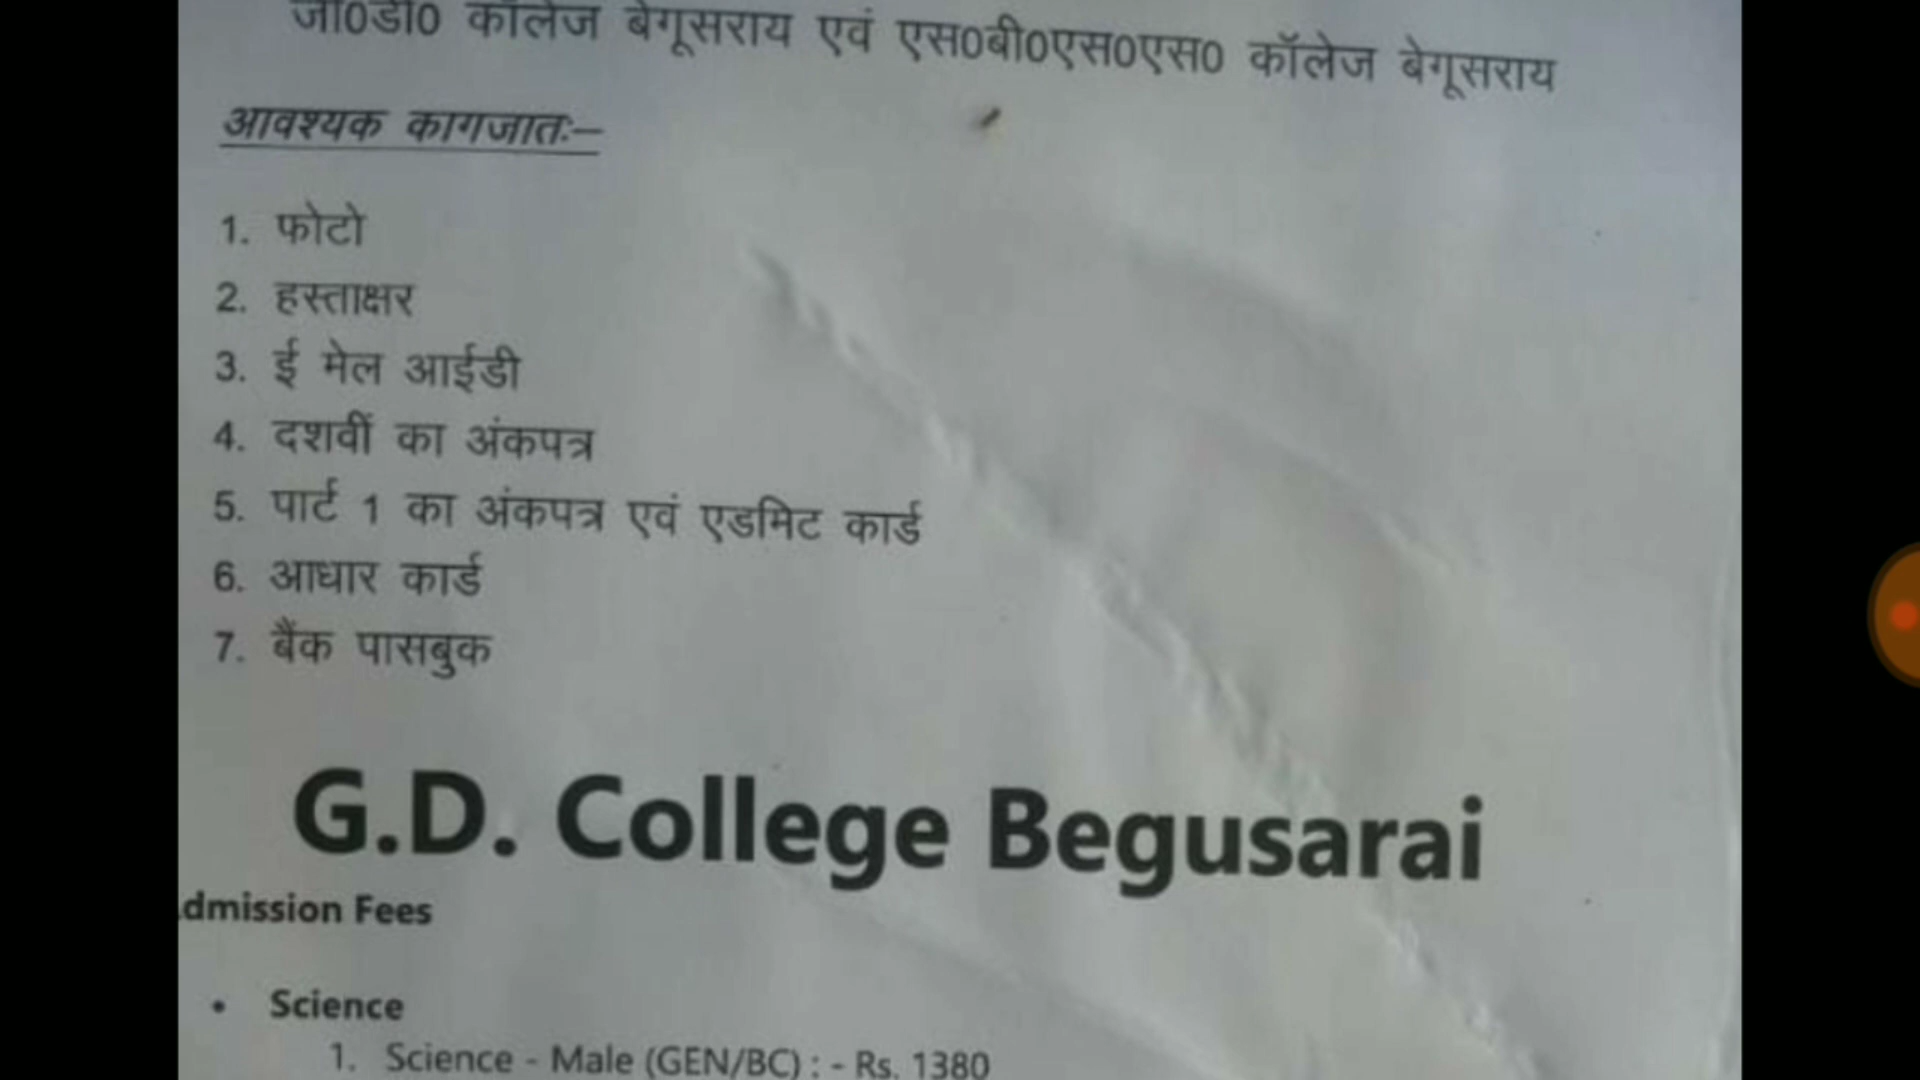 जी0डी0 कॉलेज बेगूसराय एवं एस0बी0एस0एस0 कॉलेज बेगूसराय
आवश्यक कागजातः–
1. फोटो
2. हस्ताक्षर
3. ई मेल आईडी
4. दशवीं का अंकपत्र
5. पार्ट 1 का अंकपत्र एवं एडमिट कार्ड
6. आधार कार्ड
7. बैंक पासबुक
G.D. College Begusarai
dmission Fees
• Science
1. Science - Male (GEN/BC) : - Rs. 1380